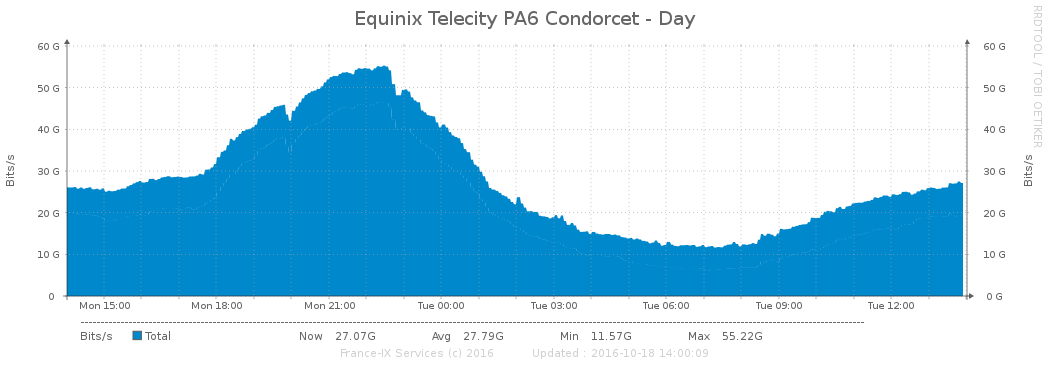 Equinix Telecity PA6 Condorcet - Day
RRDTOOL / TOBI OETIKER
Bits/s
60 G
50 G
40 G
30 G
20 G
10 G
0
60 G
50 G
40 G
30 G
20 G
10 G
0 G
Bits/s
Mon 15:00 Mon 18:00 Mon 21:00 Tue 00:00 Tue 03:00 Tue 06:00 Tue 09:00 Tue 12:00
Bits/s Total Now 27.07G Avg 27.79G Min 11.57G Max 55.22G
France-IX Services (c) 2016 Updated : 2016-10-18 14:00:09